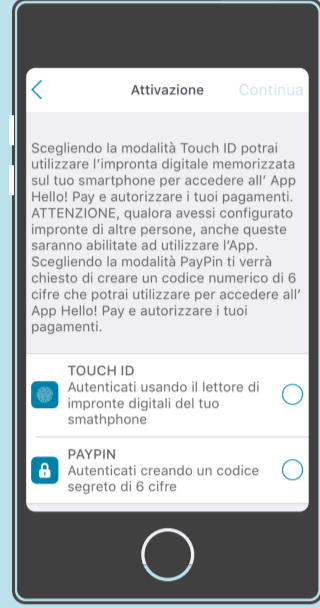 Attivazione Continua
Scegliendo la modalità Touch ID potrai
utilizzare l'impronta digitale memorizzata
sul tuo smartphone per accedere all' App
Hello! Pay e autorizzare i tuoi pagamenti.
ATTENZIONE, qualora avessi configurato
impronte di altre persone, anche queste
saranno abilitate ad utilizzare l'App.
Scegliendo la modalità PayPin ti verrà
chiesto di creare un codice numerico di 6
cifre che potrai utilizzare per accedere all'
App Hello! Pay e autorizzare i tuoi
pagamenti.
TOUCH ID
Autenticati usando il lettore di
impronte digitali del tuo
smathphone
PAYPIN
Autenticati creando un codice
segreto di 6 cifre